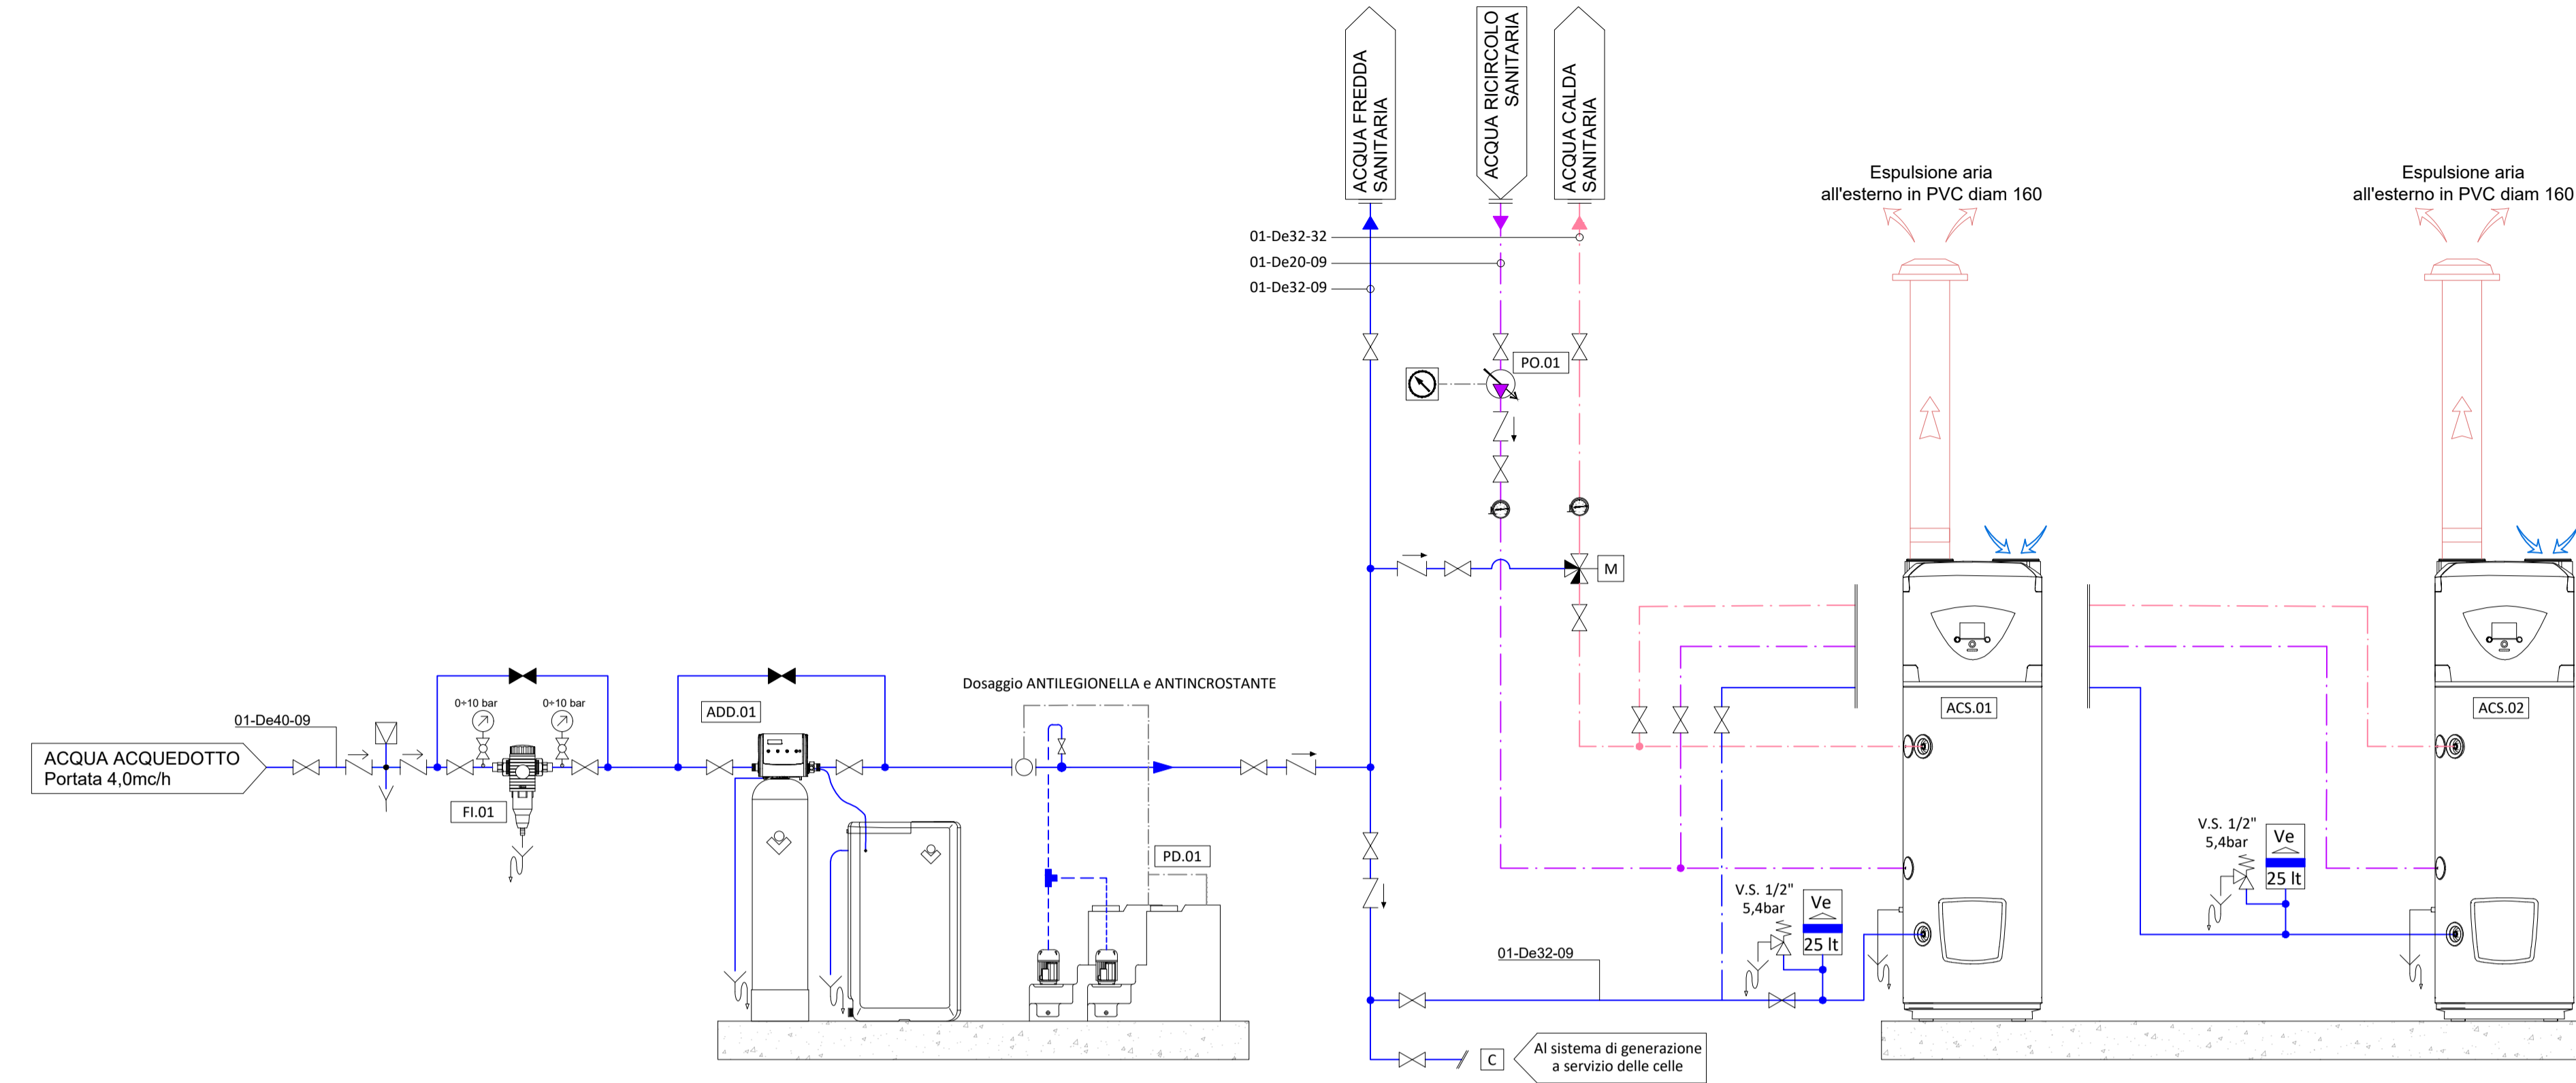 ACQUA FREDDA
SANITARIA
ACQUA RICIRCOLO
SANITARIA
ACQUA CALDA
SANITARIA
Espulsione aria
all'esterno in PVC diam 160
Espulsione aria
all'esterno in PVC diam 160
01-De32-32
01-De20-09
01-De32-09
PO.01
M
Dosaggio ANTILEGIONELLA e ANTINCROSTANTE
0÷10 bar
0÷10 bar
ADD.01
ACS.01
ACS.02
01-De40-09
ACQUA ACQUEDOTTO
Portata 4,0mc/h
FI.01
PD.01
V.S. 1/2"
5,4bar
Ve
25 lt
V.S. 1/2"
5,4bar
Ve
25 lt
01-De32-09
C
Al sistema di generazione
a servizio delle celle